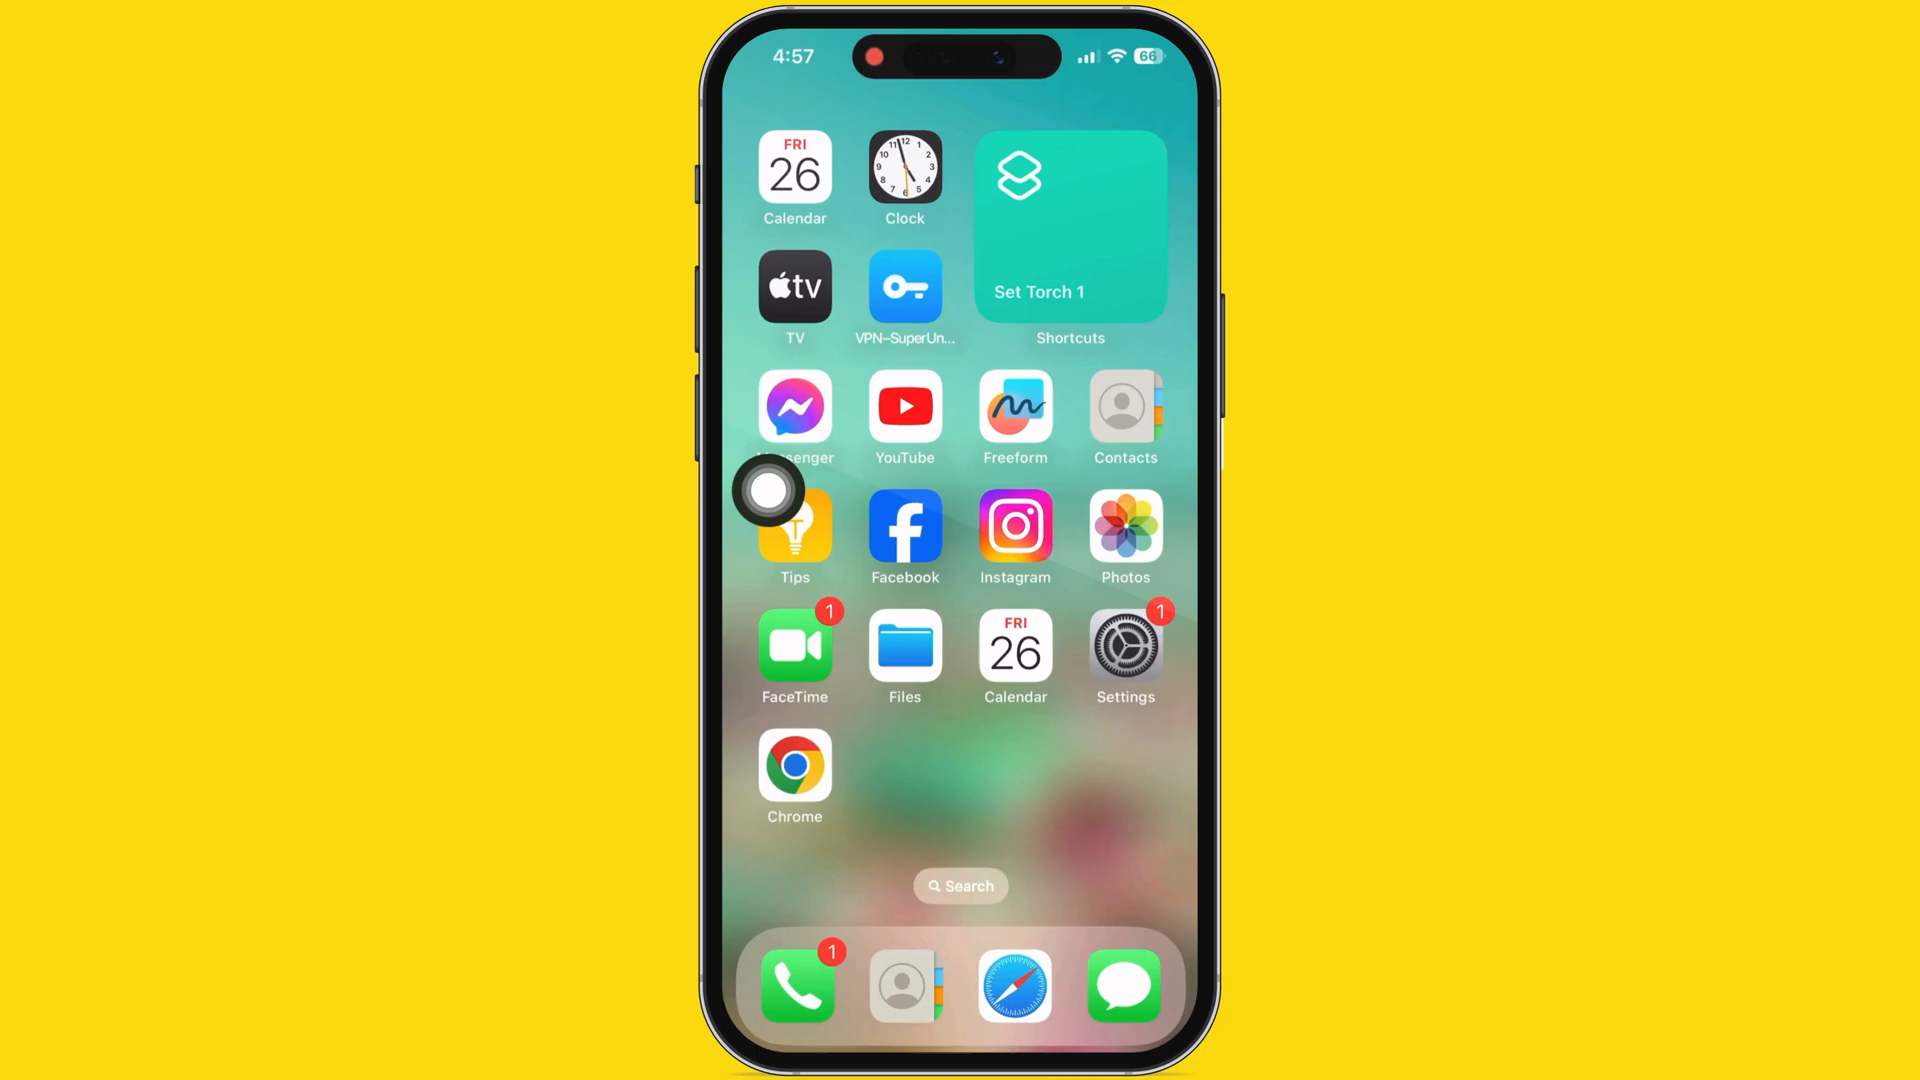 4:57
66
FRI
26
Calendar
Clock
tv
TV
VPN–SuperUn...
Set Torch 1
Shortcuts
senger
YouTube
Freeform
Contacts
Tips
Facebook
Instagram
Photos
1
FaceTime
Files
FRI
26
Calendar
1
Settings
Chrome
Search
1